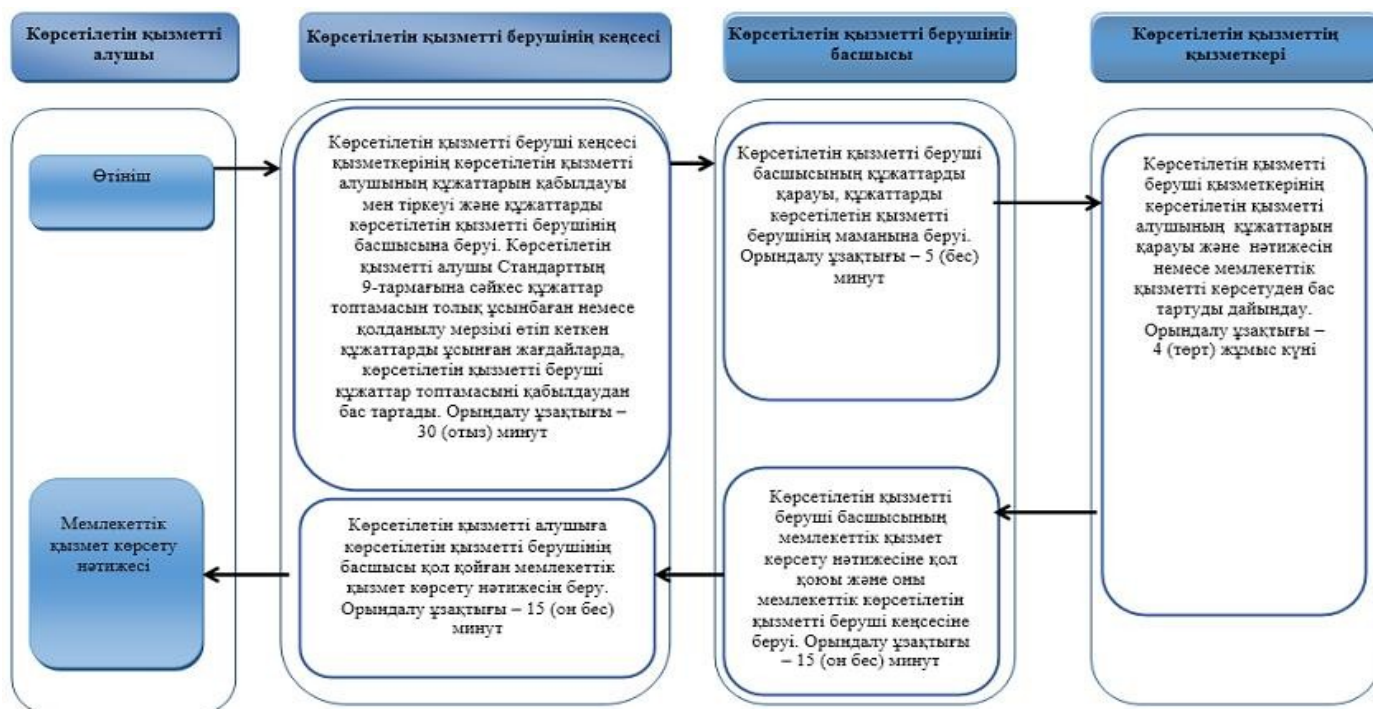 Көрсетілетін қызметті
алушы
Көрсетілетін қызметті берушінің кеңсесі
Көрсетілетін қызметті берушінің
басшысы
Көрсетілетін қызметтің
қызметкері
Өтініш
Көрсетілетін қызметті беруші кеңсесі
қызметкерінің көрсетілетін қызметті
алушының құжаттарын қабылдауы
мен тіркеуі және құжаттарды
көрсетілетін қызметті берушінің
басшысына беруі. Көрсетілетін
қызметті алушы Стандарттың
9-тармағына сәйкес құжаттар
топтамасын толық ұсынбаған немесе
қолданылу мерзімі өтіп кеткен
құжаттарды ұсынған жағдайларда,
көрсетілетін қызметті беруші
құжаттар топтамасыні қабылдаудан
бас тартады. Орындалу ұзақтығы –
30 (отыз) минут
Көрсетілетін қызметті беруші
басшысының құжаттарды
қарауы, құжаттарды
көрсетілетін қызметті
берушінің маманына беруі.
Орындалу ұзақтығы – 5 (бес)
минут
Көрсетілетін қызметті
беруші қызметкерінің
көрсетілетін қызметті
алушының құжаттарын
қарауы және нәтижесін
немесе мемлекеттік
қызметті көрсетуден бас
тартуды дайындау.
Орындалу ұзақтығы –
4 (төрт) жұмыс күні
Көрсетілетін қызметті
беруші басшысының
мемлекеттік қызмет
көрсету нәтижесіне қол
қоюы және оны
мемлекеттік көрсетілетін
қызметті беруші кеңсесіне
беруі. Орындалу ұзақтығы
– 15 (он бес) минут
Көрсетілетін қызметті алушыға
көрсетілетін қызметті берушінің
басшысы қол қойған мемлекеттік
қызмет көрсету нәтижесін беру.
Орындалу ұзақтығы – 15 (он бес)
минут
Мемлекеттік
қызмет көрсету
нәтижесі